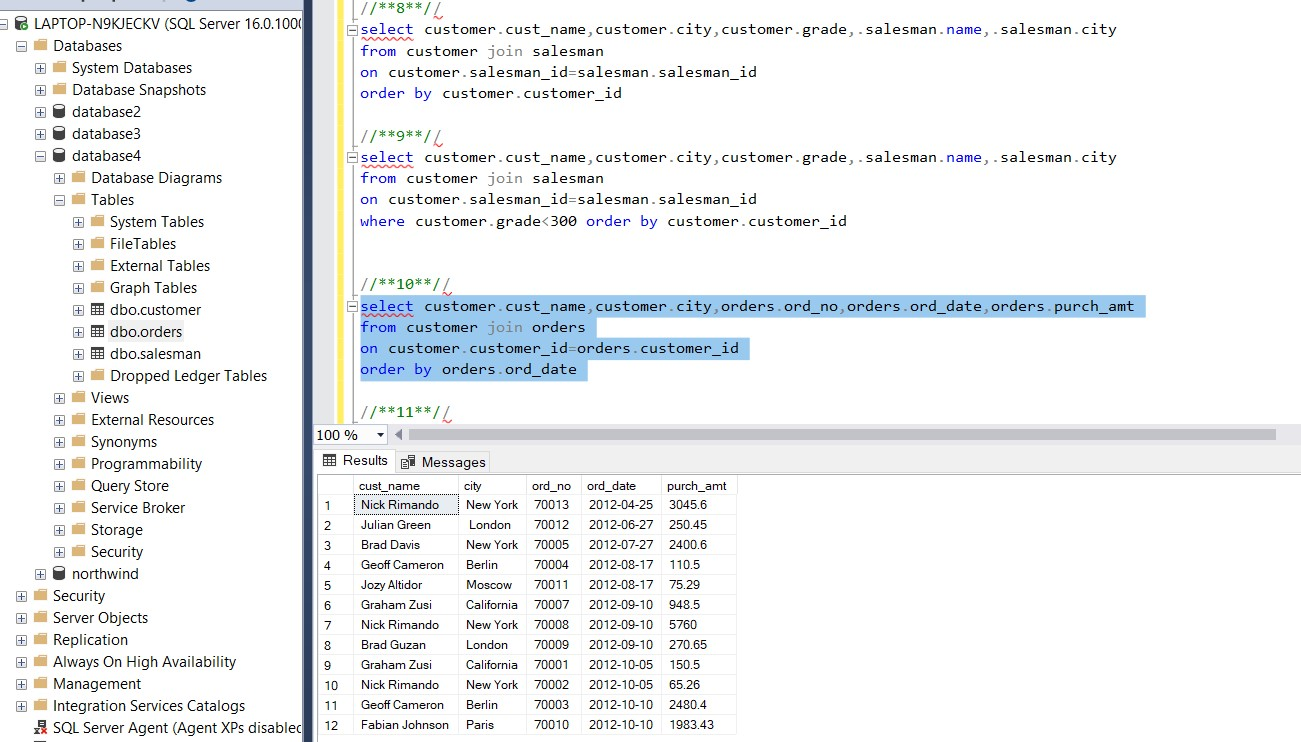 LAPTOP-N9KJECKV (SQL Server 16.0.1000
Databases
System Databases
Database Snapshots
database2
database3
database4
Database Diagrams
Tables
System Tables
FileTables
External Tables
Graph Tables
dbo.customer
dbo.orders
dbo.salesman
Dropped Ledger Tables
Views
External Resources
Synonyms
Programmability
Query Store
Service Broker
Storage
Security
northwind
Security
Server Objects
Replication
Always On High Availability
Management
Integration Services Catalogs
SQL Server Agent (Agent XPs disabled
//**8**//
select customer.cust_name,customer.city,customer.grade,.salesman.name,.salesman.city
from customer join salesman
on customer.salesman_id=salesman.salesman_id
order by customer.customer_id
//**9**//
select customer.cust_name,customer.city,customer.grade,.salesman.name,.salesman.city
from customer join salesman
on customer.salesman_id=salesman.salesman_id
where customer.grade<300 order by customer.customer_id
//**10**//
select customer.cust_name,customer.city,orders.ord_no,orders.ord_date,orders.purch_amt
from customer join orders
on customer.customer_id=orders.customer_id
order by orders.ord_date
//**11**//
100 %
Results Messages
cust_name city ord_no ord_date purch_amt
1 Nick Rimando New York 70013 2012-04-25 3045.6
2 Julian Green London 70012 2012-06-27 250.45
3 Brad Davis New York 70005 2012-07-27 2400.6
4 Geoff Cameron Berlin 70004 2012-08-17 110.5
5 Jozy Altidor Moscow 70011 2012-08-17 75.29
6 Graham Zusi California 70007 2012-09-10 948.5
7 Nick Rimando New York 70008 2012-09-10 5760
8 Brad Guzan London 70009 2012-09-10 270.65
9 Graham Zusi California 70001 2012-10-05 150.5
10 Nick Rimando New York 70002 2012-10-05 65.26
11 Geoff Cameron Berlin 70003 2012-10-10 2480.4
12 Fabian Johnson Paris 70010 2012-10-10 1983.43